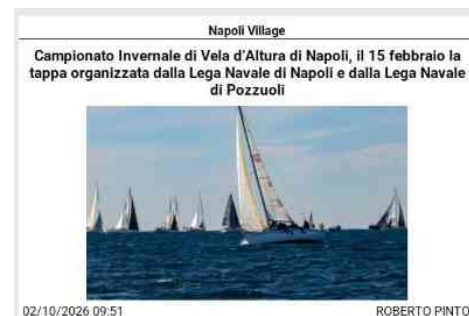 Napoli Village
Campionato Invernale di Vela d'Altura di Napoli, il 15 febbraio la
tappa organizzata dalla Lega Navale di Napoli e dalla Lega Navale
di Pozzuoli
02/10/2026 09:51
ROBERTO PINTO